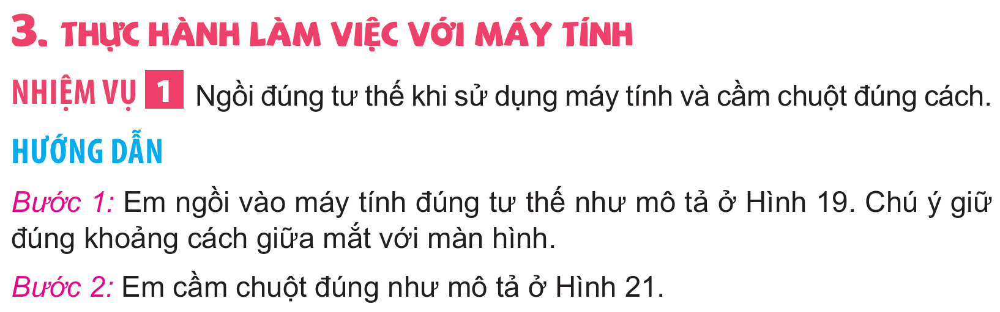 3. THỰC HÀNH LÀM VIỆC VỚI MÁY TÍNH
NHIỆM VỤ 1 Ngồi đúng tư thế khi sử dụng máy tính và cầm chuột đúng cách.
HƯỚNG DẪN
Bước 1: Em ngồi vào máy tính đúng tư thế như mô tả ở Hình 19. Chú ý giữ
đúng khoảng cách giữa mắt với màn hình.
Bước 2: Em cầm chuột đúng như mô tả ở Hình 21.